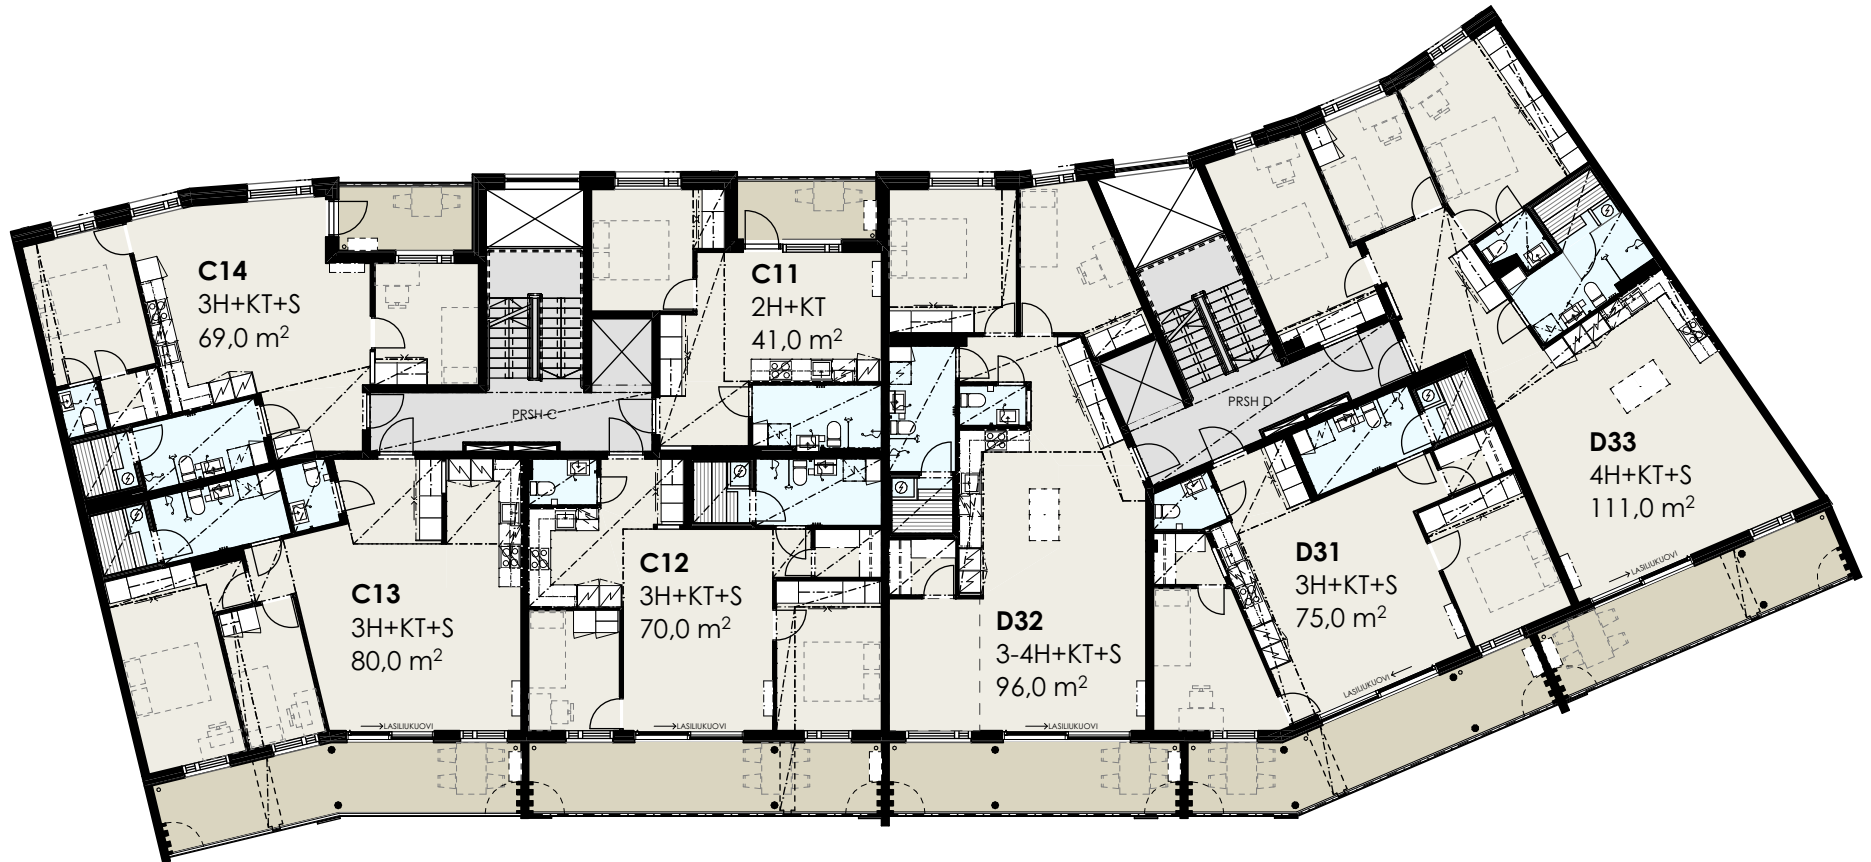 C14
3H+KT+S
69,0 m²
C11
2H+KT
41,0 m²
PRSH C
PRSH D
D33
4H+KT+S
111,0 m²
C13
3H+KT+S
80,0 m²
C12
3H+KT+S
70,0 m²
D32
3-4H+KT+S
96,0 m²
D31
3H+KT+S
75,0 m²
LASILIUKUOVI
LASILIUKUOVI
LASILIUKUOVI
LASILIUKUOVI
LASILIUKUOVI